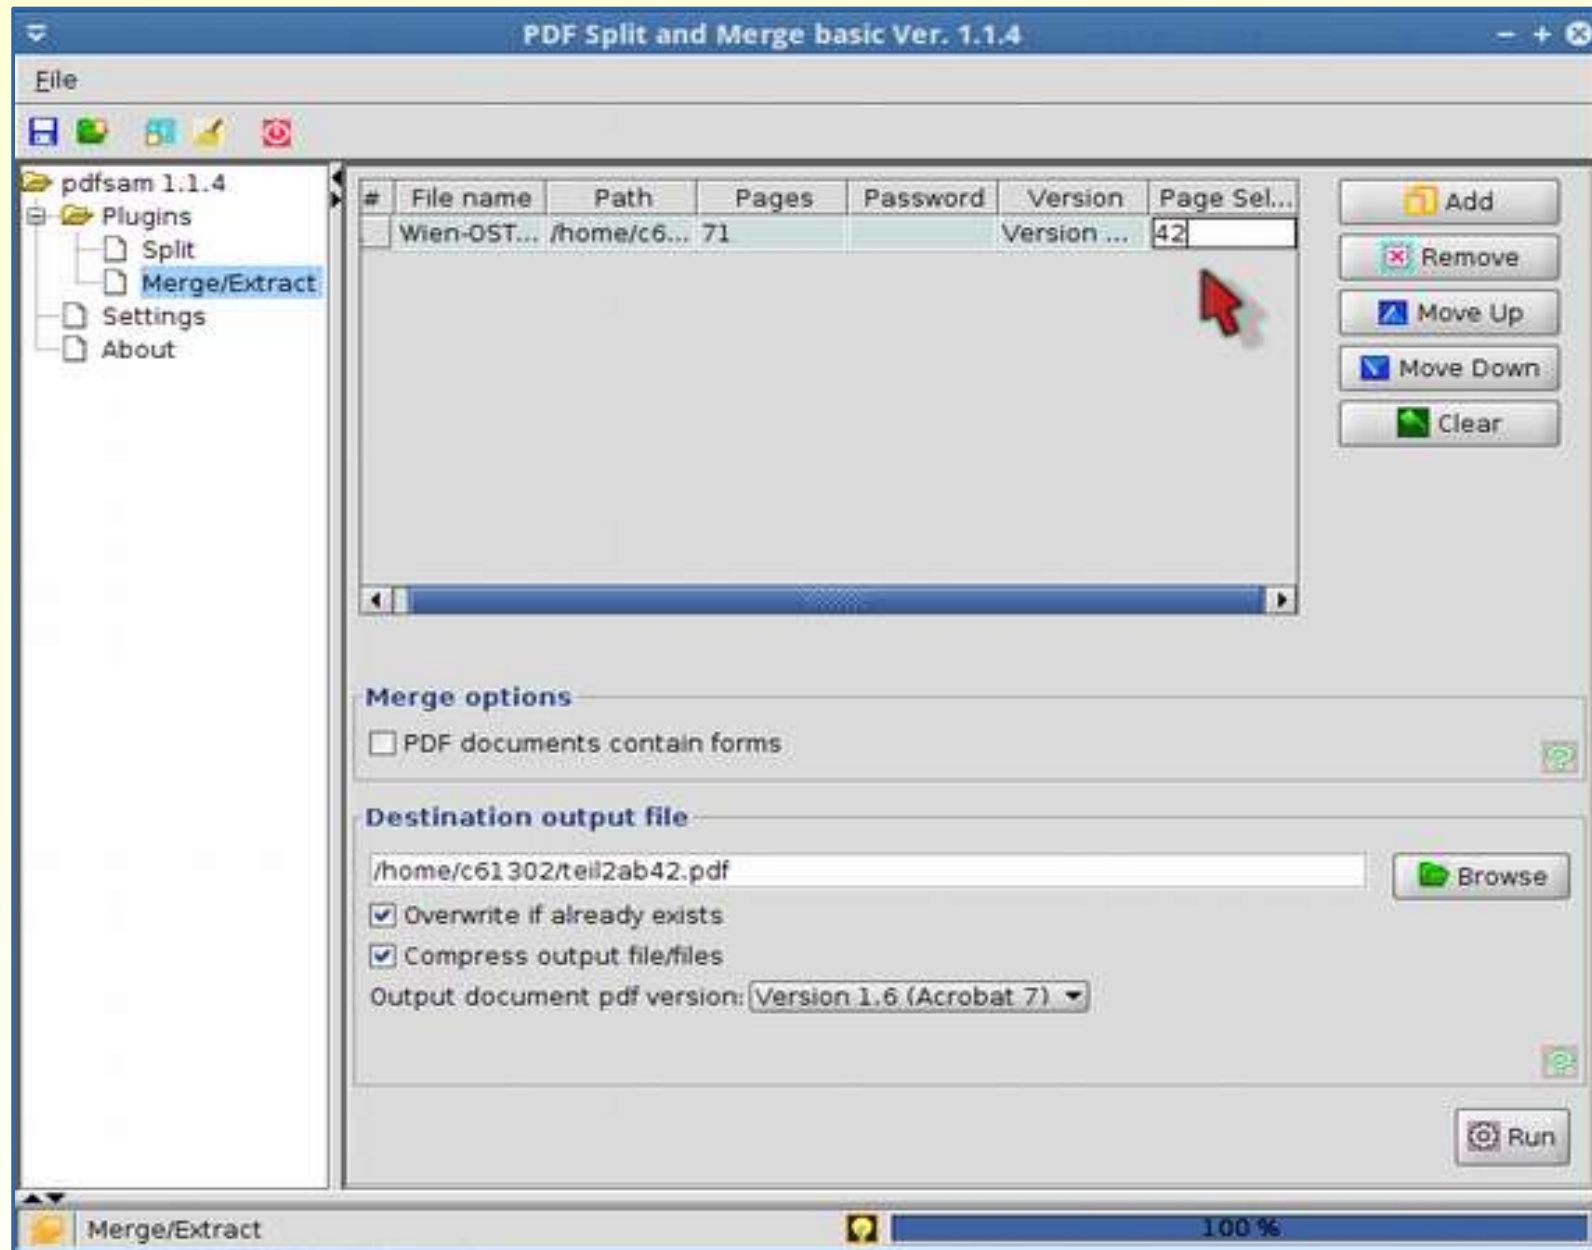 PDF Split and Merge basic Ver. 1.1.4
File
pdfsam 1.1.4
Plugins
Split
Merge/Extract
Settings
About
# File name Path Pages Password Version Page Sel...
Wien-OST... /home/c6... 71 Version ... 42
Add
Remove
Move Up
Move Down
Clear
Merge options
PDF documents contain forms
Destination output file
/home/c61302/teil2ab42.pdf
Browse
Overwrite if already exists
Compress output file/files
Output document pdf version: Version 1.6 (Acrobat 7)
Run
Merge/Extract
100 %